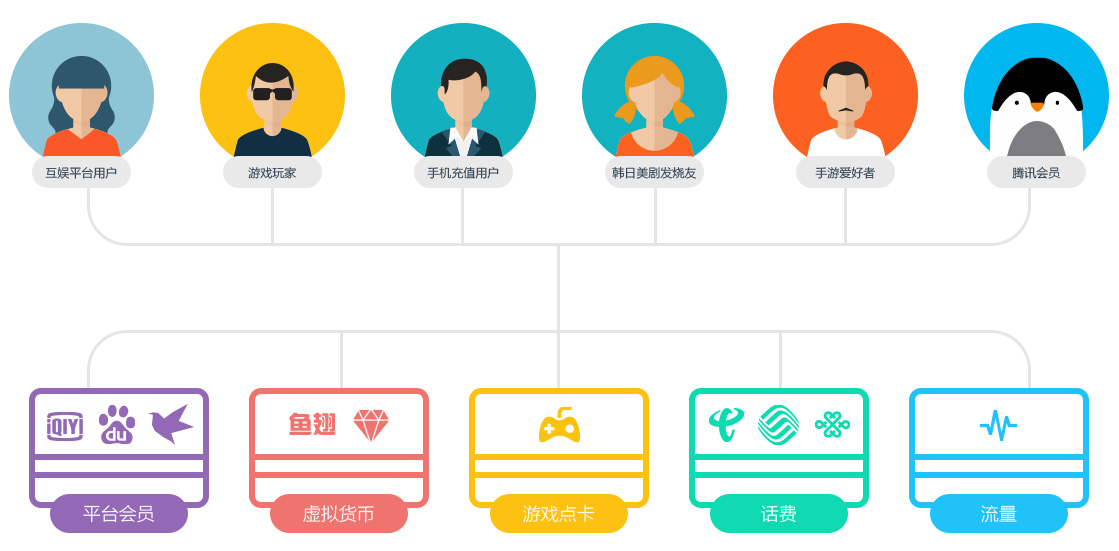 互娱平台用户
游戏玩家
手机充值用户
韩日美剧发烧友
手游爱好者
腾讯会员
iQIYI
du
鱼翅
平台会员
虚拟货币
游戏点卡
话费
流量